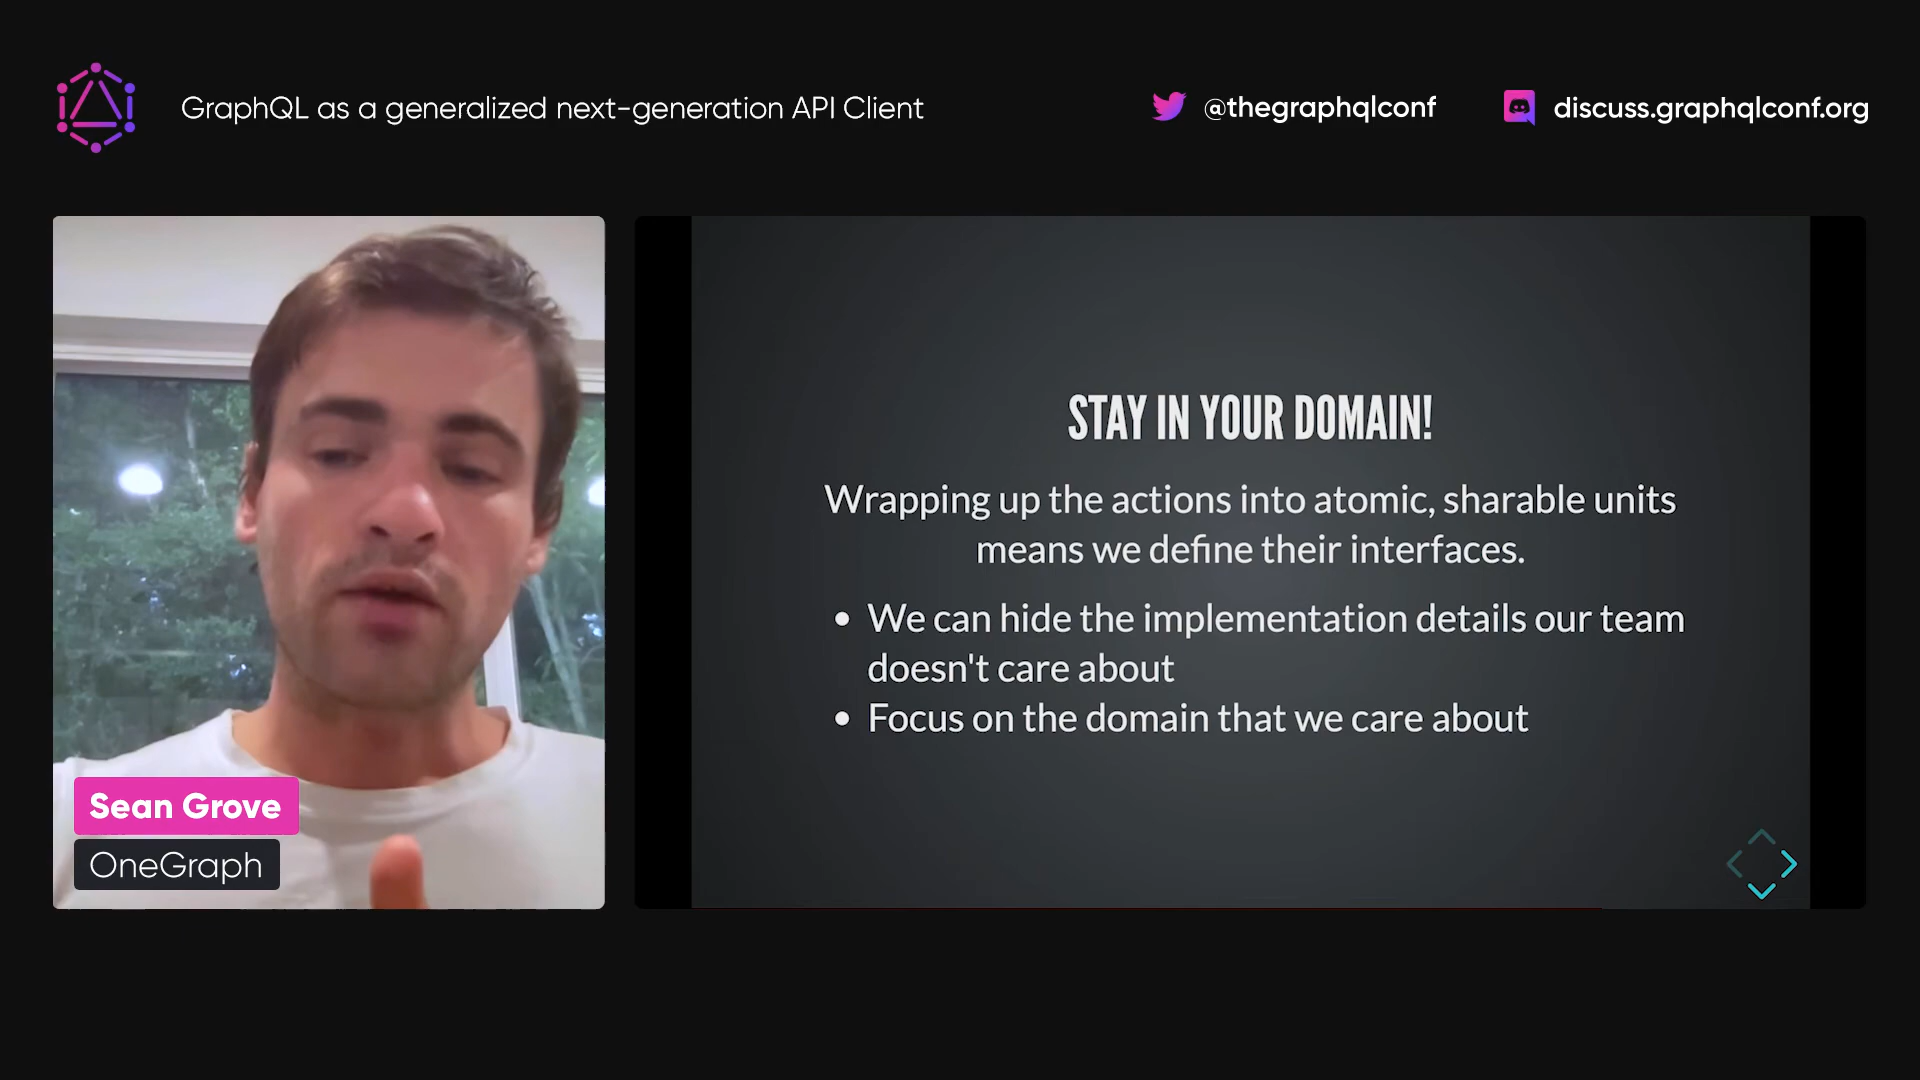 GraphQL as a generalized next-generation API Client
@thegraphqlconf
discuss.graphqlconf.org
STAY IN YOUR DOMAIN!
Wrapping up the actions into atomic, sharable units
means we define their interfaces.
• We can hide the implementation details our team
doesn't care about
• Focus on the domain that we care about
Sean Grove
OneGraph